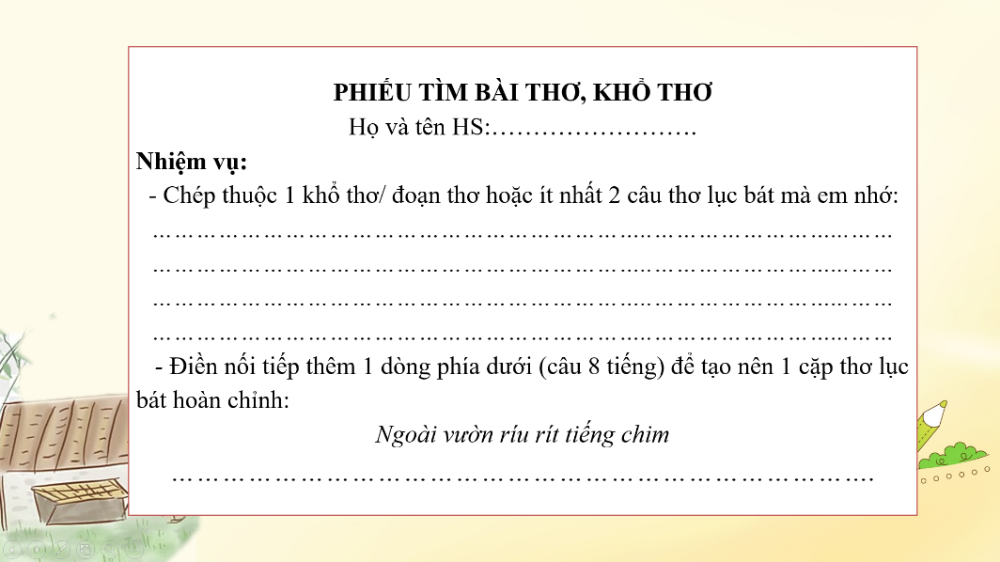 PHIẾU TÌM BÀI THƠ, KHỔ THƠ
Họ và tên HS:…………………….
Nhiệm vụ:
- Chép thuộc 1 khổ thơ/ đoạn thơ hoặc ít nhất 2 câu thơ lục bát mà em nhớ:
………………………………………………………...……………………...………
………………………………………………………...……………………...………
………………………………………………………...……………………...………
………………………………………………………...……………………...………
- Điền nối tiếp thêm 1 dòng phía dưới (câu 8 tiếng) để tạo nên 1 cặp thơ lục
bát hoàn chỉnh:
Ngoài vườn ríu rít tiếng chim
……………………………………………………………………….